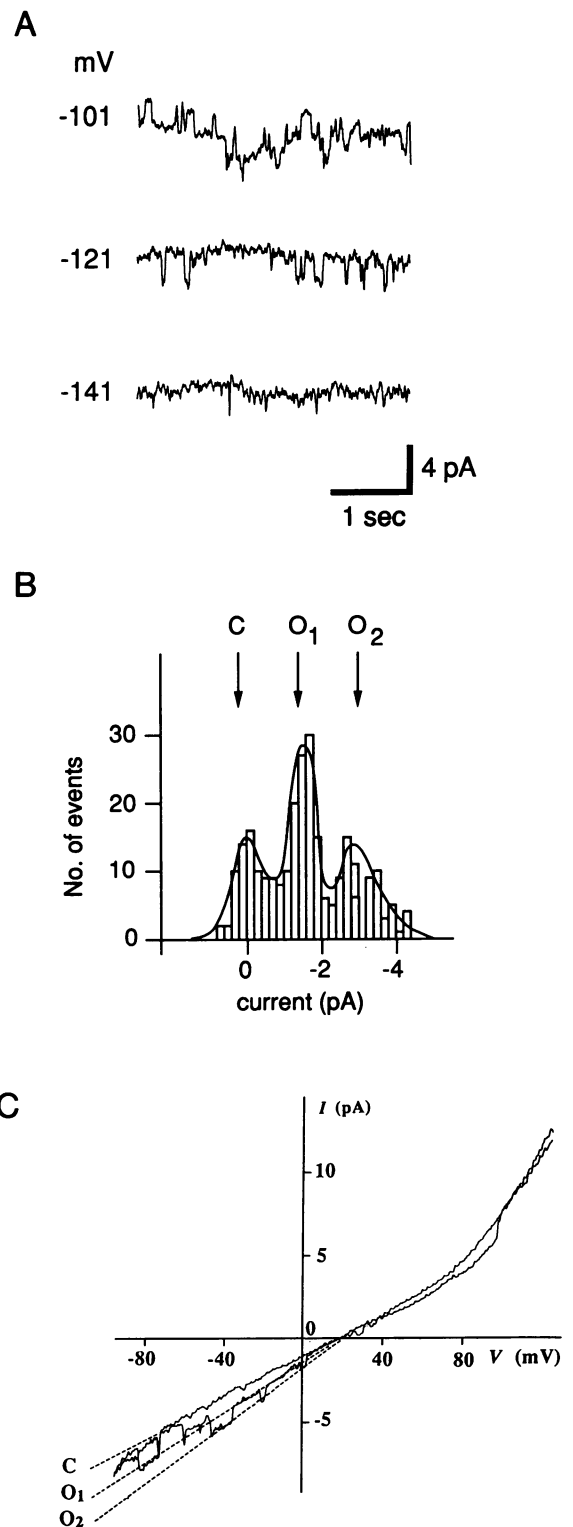 A
mV
-101
-121
-141
4 pA
1 sec
B
C O1 O2
No. of events
30
20
10
0
0 -2 -4
current (pA)
C
I (pA)
10
5
0
-80 -40 40 80 V (mV)
-5
C
O1
O2